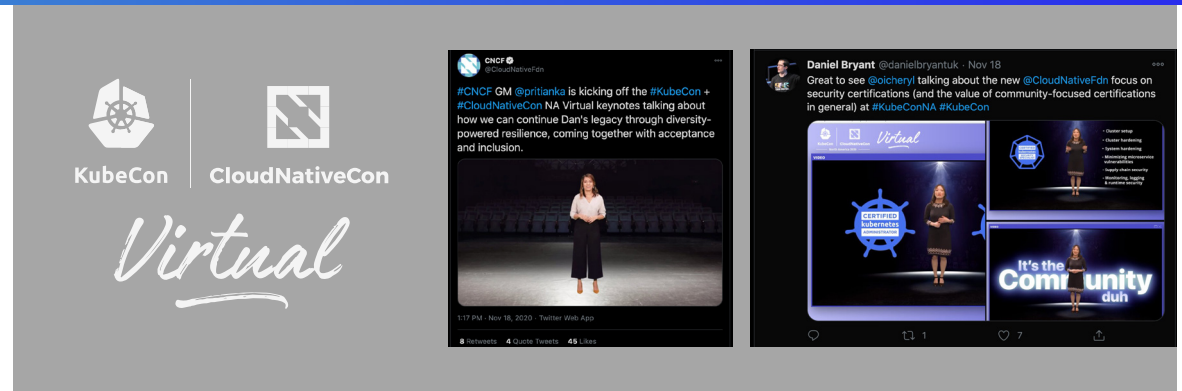 KubeCon
CloudNativeCon
Virtual
CNCF
@CloudNativeFdn
#CNCF GM @pritianka is kicking off the #KubeCon +
#CloudNativeCon NA Virtual keynotes talking about
how we can continue Dan's legacy through diversity-
powered resilience, coming together with acceptance
and inclusion.
1:17 PM · Nov 18, 2020 · Twitter Web App
8 Retweets 4 Quote Tweets 45 Likes
Daniel Bryant @danielbryantuk · Nov 18
Great to see @oicheryl talking about the new @CloudNativeFdn focus on
security certifications (and the value of community-focused certifications
in general) at #KubeConNA #KubeCon
KubeCon
CloudNativeCon
Virtual
VIDEO
CERTIFIED
kubernetes
ADMINISTRATOR
- Cluster setup
- Cluster hardening
- System hardening
- Minimizing microservice
vulnerabilities
- Supply chain security
- Monitoring, logging
& runtime security
It's the
Community
duh
1
7